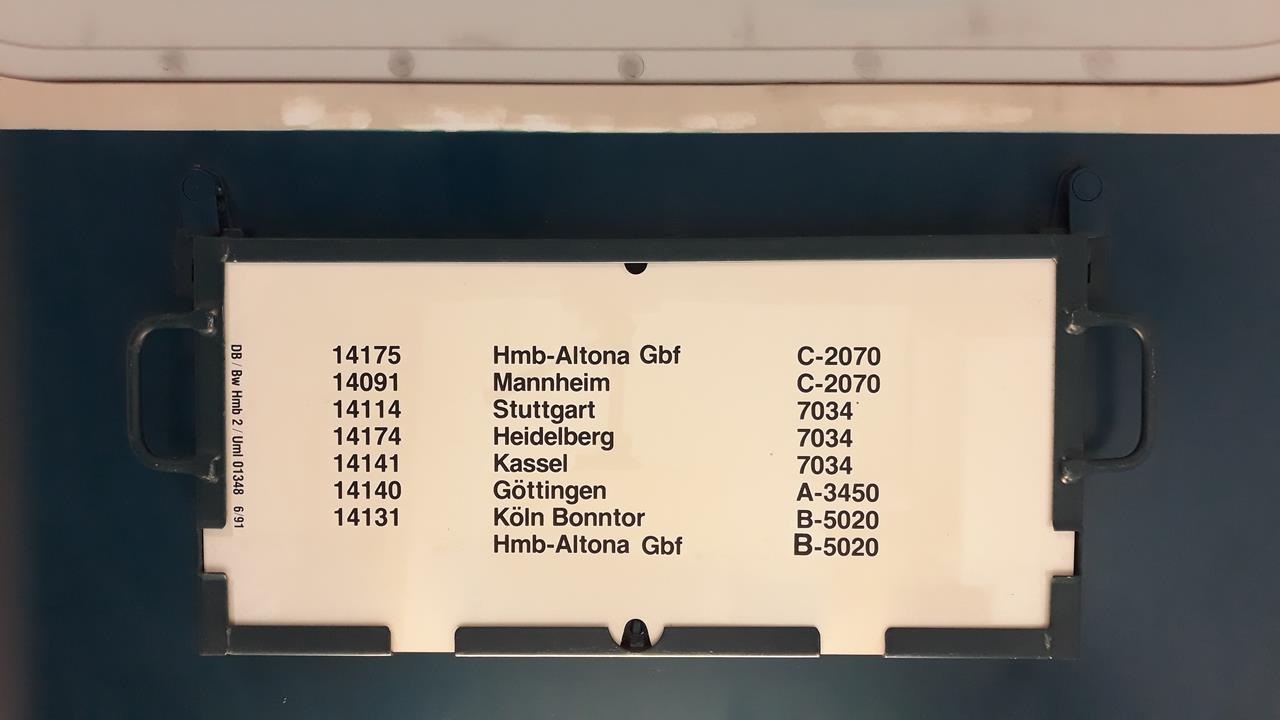 14175 Hmb-Altona Gbf C-2070
14091 Mannheim C-2070
14114 Stuttgart 7034
14174 Heidelberg 7034
14141 Kassel 7034
14140 Göttingen A-3450
14131 Köln Bonntor B-5020
Hmb-Altona Gbf B-5020
DB / Bw Hmb 2 / Uml 01348 6/91